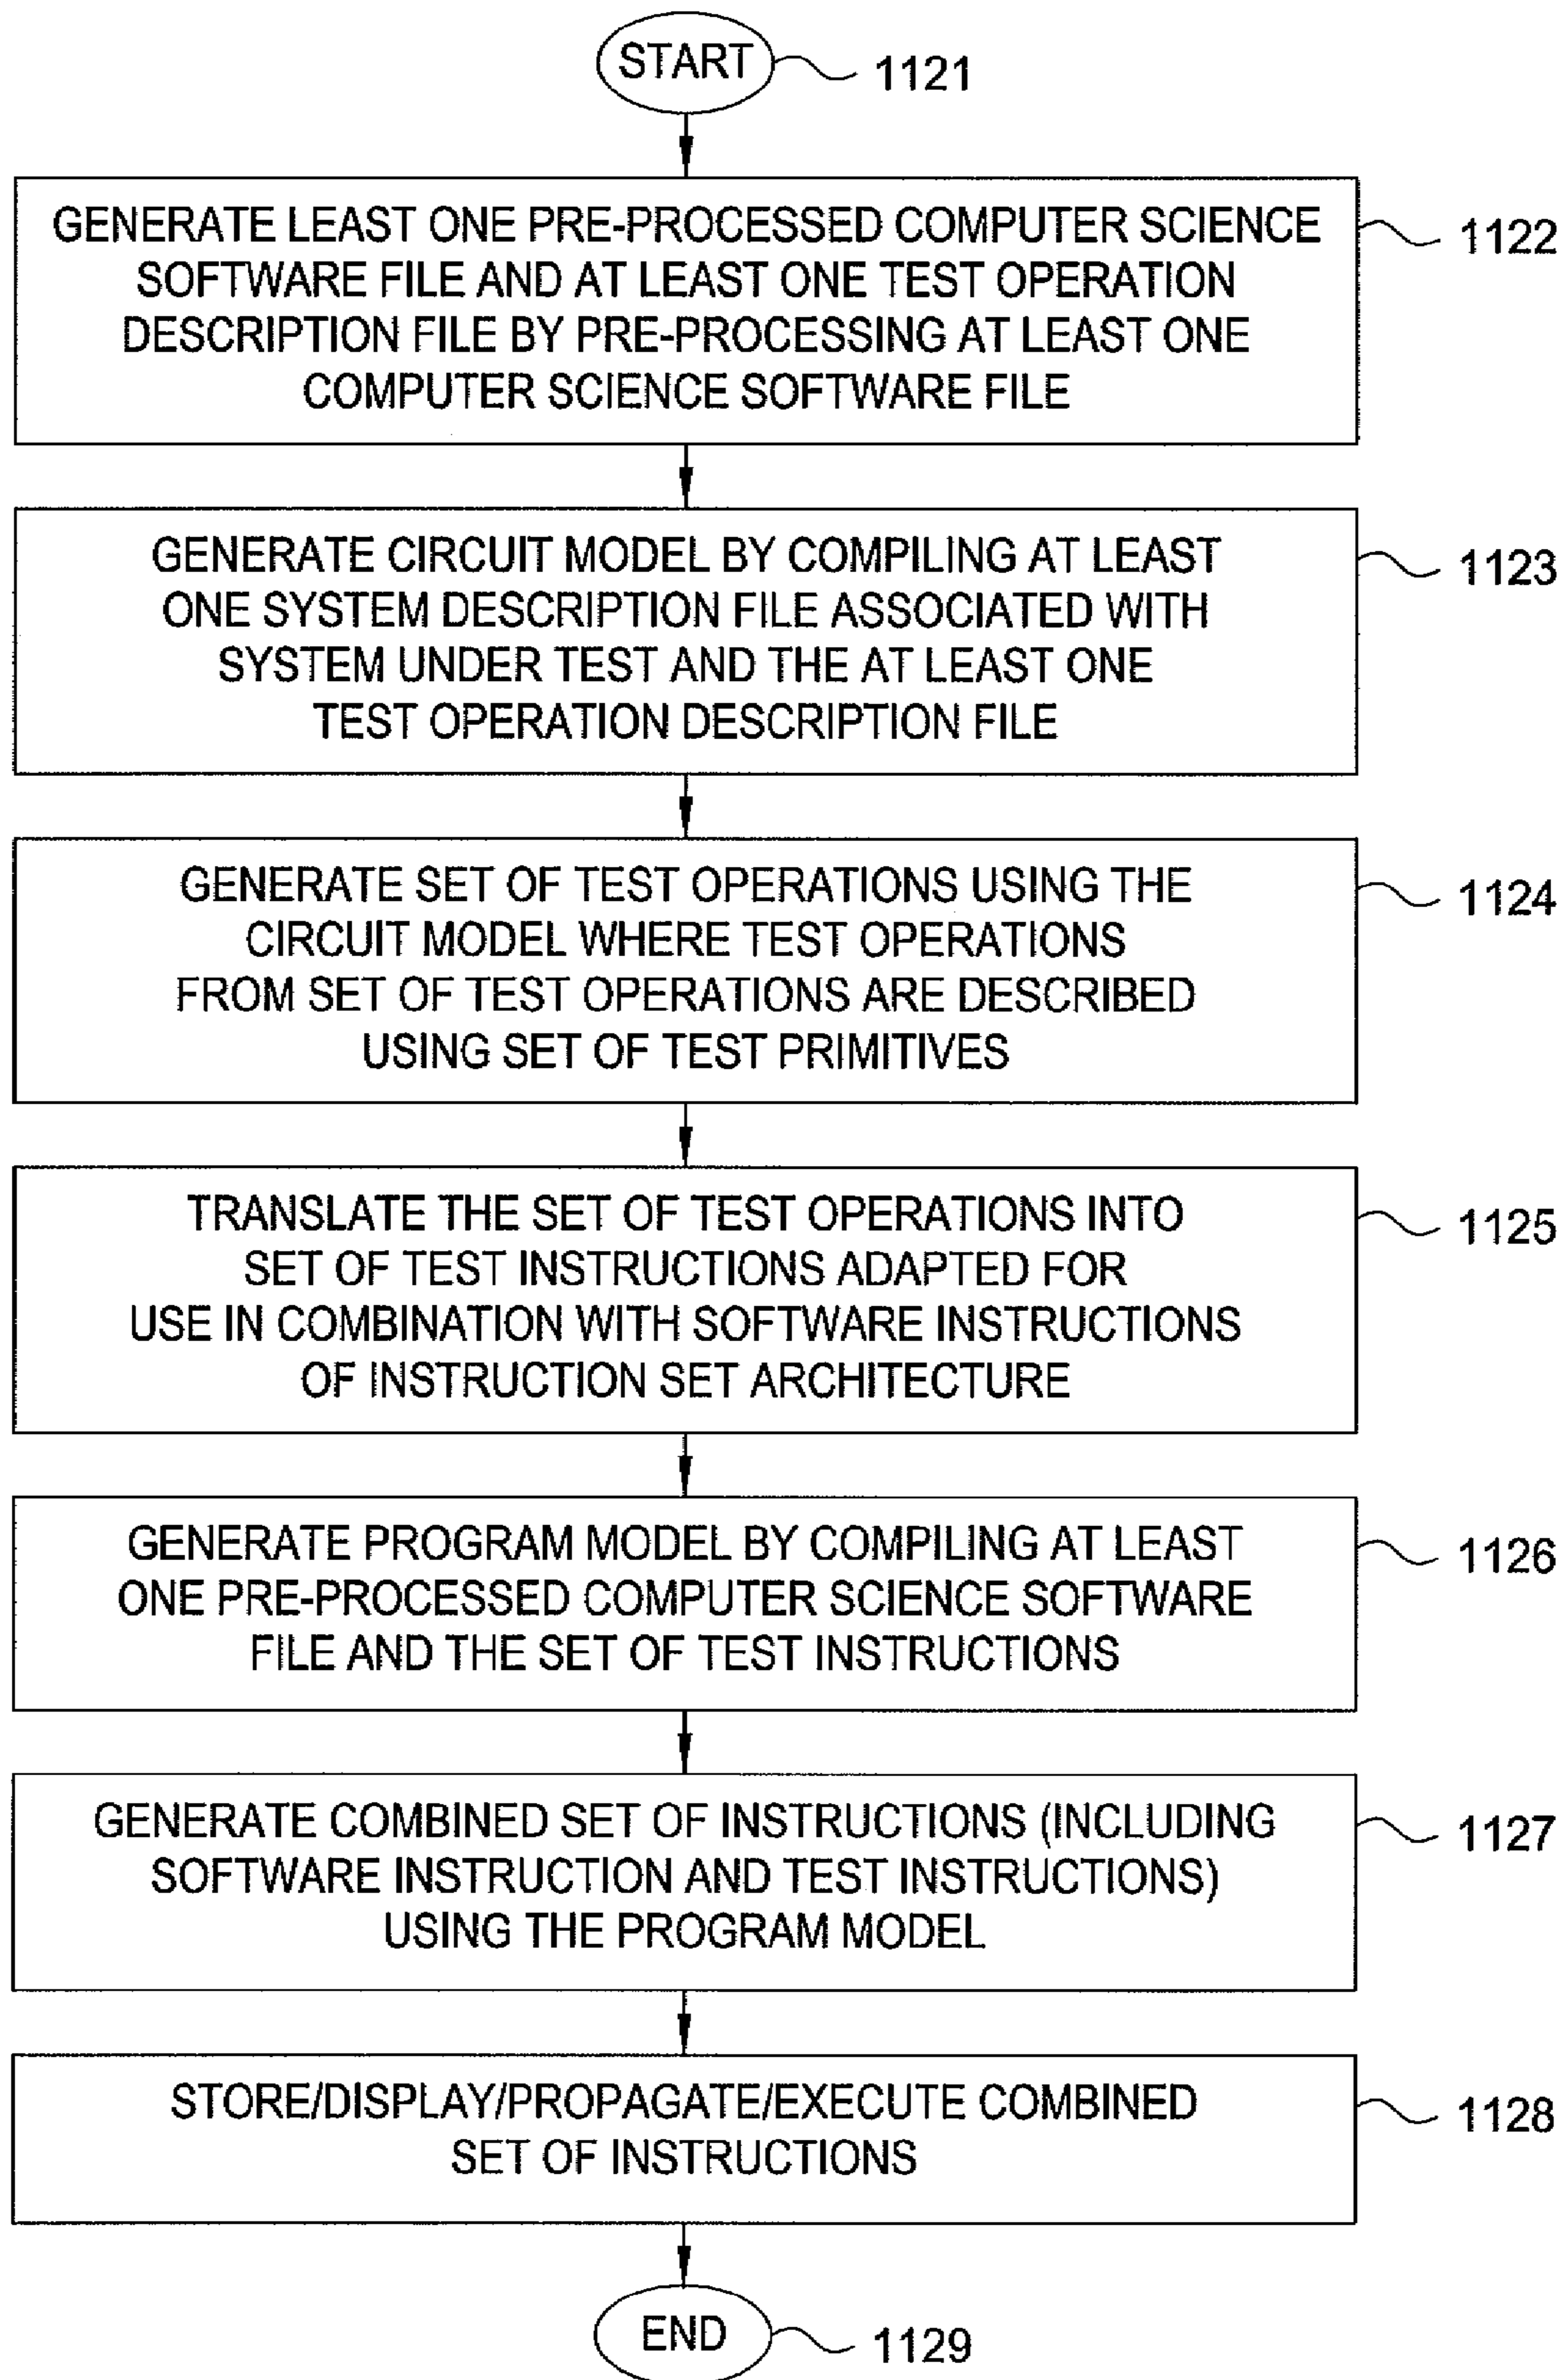 START
1121
GENERATE LEAST ONE PRE-PROCESSED COMPUTER SCIENCE
SOFTWARE FILE AND AT LEAST ONE TEST OPERATION
DESCRIPTION FILE BY PRE-PROCESSING AT LEAST ONE
COMPUTER SCIENCE SOFTWARE FILE
1122
GENERATE CIRCUIT MODEL BY COMPILING AT LEAST
ONE SYSTEM DESCRIPTION FILE ASSOCIATED WITH
SYSTEM UNDER TEST AND THE AT LEAST ONE
TEST OPERATION DESCRIPTION FILE
1123
GENERATE SET OF TEST OPERATIONS USING THE
CIRCUIT MODEL WHERE TEST OPERATIONS
FROM SET OF TEST OPERATIONS ARE DESCRIBED
USING SET OF TEST PRIMITIVES
1124
TRANSLATE THE SET OF TEST OPERATIONS INTO
SET OF TEST INSTRUCTIONS ADAPTED FOR
USE IN COMBINATION WITH SOFTWARE INSTRUCTIONS
OF INSTRUCTION SET ARCHITECTURE
1125
GENERATE PROGRAM MODEL BY COMPILING AT LEAST
ONE PRE-PROCESSED COMPUTER SCIENCE SOFTWARE
FILE AND THE SET OF TEST INSTRUCTIONS
1126
GENERATE COMBINED SET OF INSTRUCTIONS (INCLUDING
SOFTWARE INSTRUCTION AND TEST INSTRUCTIONS)
USING THE PROGRAM MODEL
1127
STORE/DISPLAY/PROPAGATE/EXECUTE COMBINED
SET OF INSTRUCTIONS
1128
END
1129